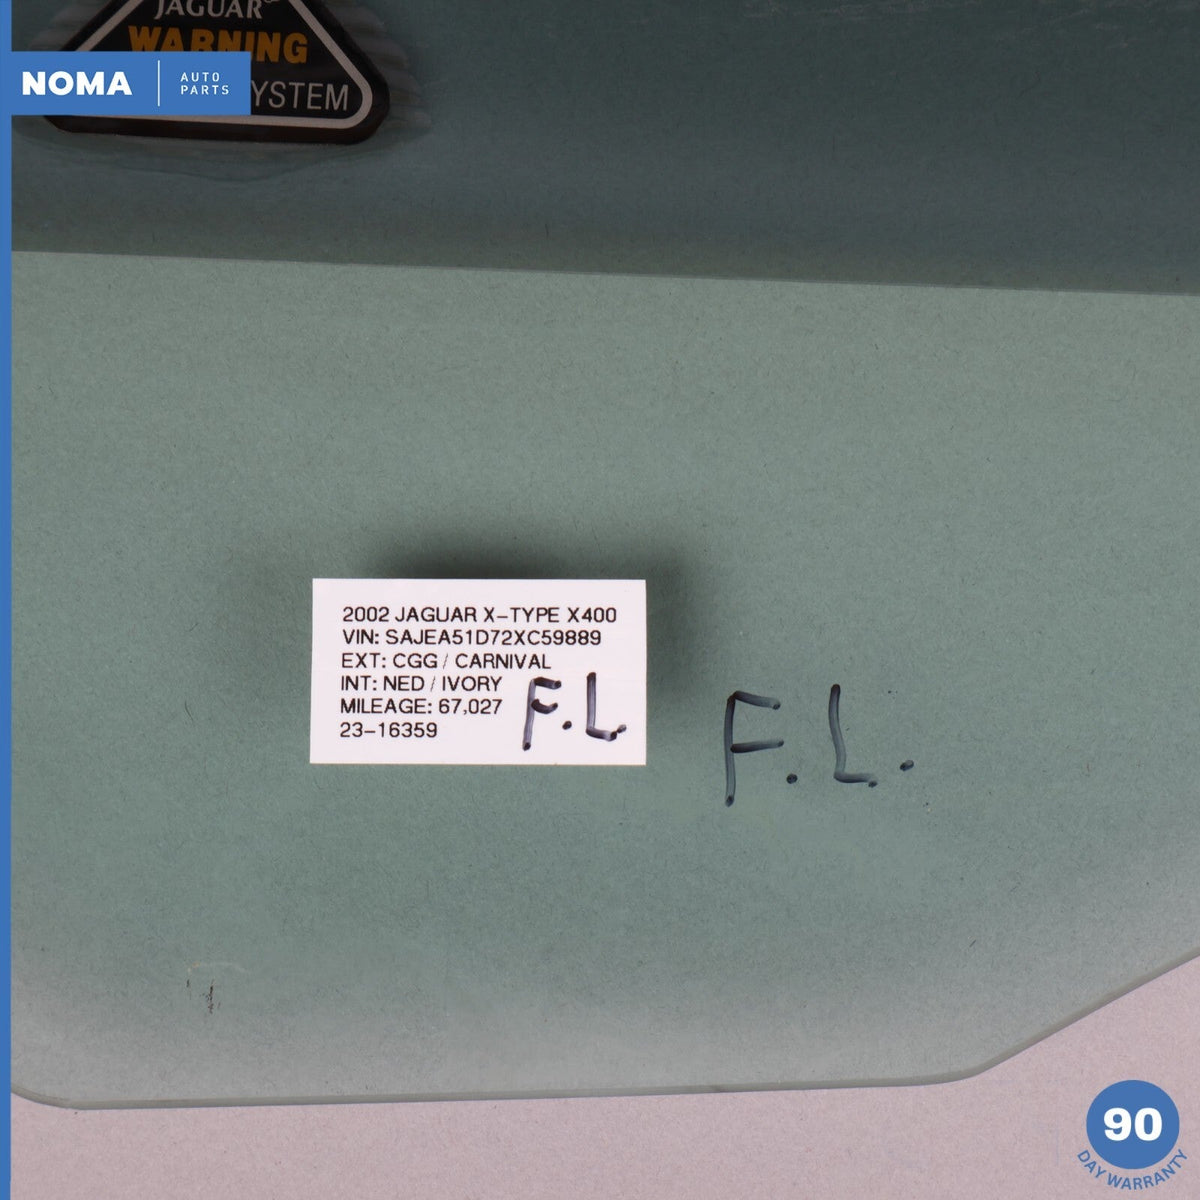 JAGUAR
WARNING
YSTEM
NOMA
AUTO
PARTS
2002 JAGUAR X-TYPE X400
VIN: SAJEA51D72XC59889
EXT: CGG / CARNIVAL
INT: NED / IVORY
MILEAGE: 67,027
23-16359
F.L.
F.L.
90
DAY WARRANTY